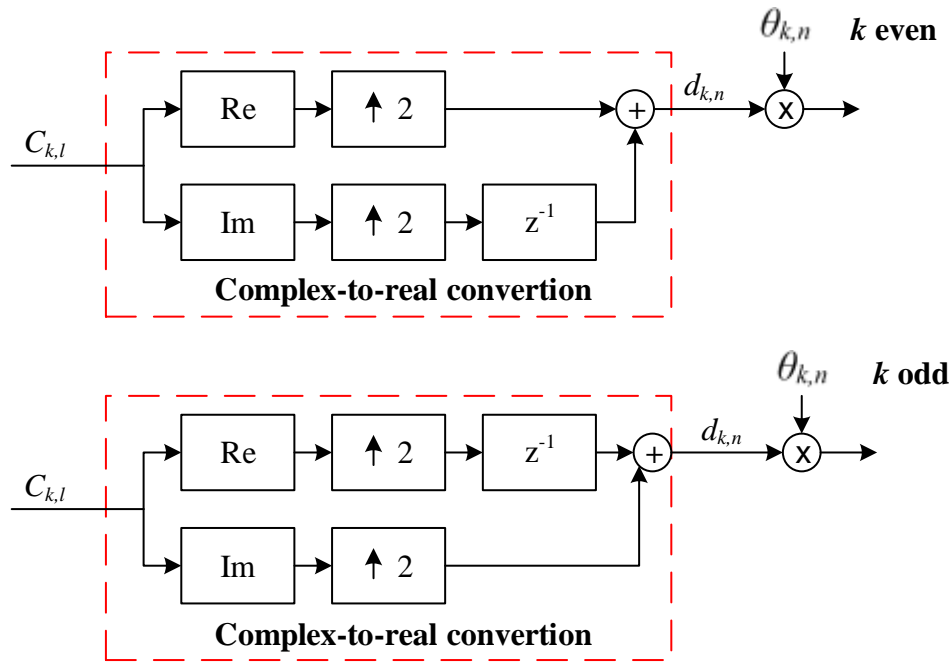 θk,n k even
Re ↑ 2 + dk,n x
Ck,l
Im ↑ 2 z-1
Complex-to-real convertion
θk,n k odd
Re ↑ 2 z-1 + dk,n x
Ck,l
Im ↑ 2
Complex-to-real convertion